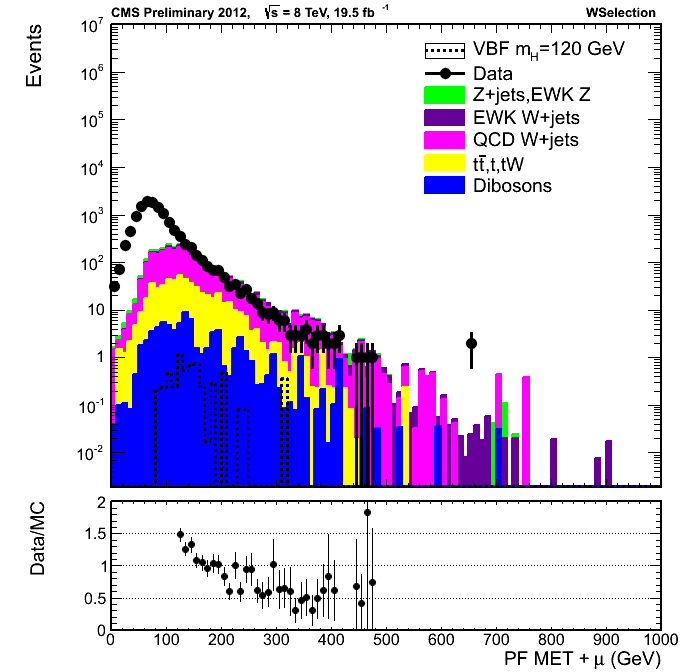 CMS Preliminary 2012, √s = 8 TeV, 19.5 fb⁻¹ WSelection
Events
10⁷
10⁶
10⁵
10⁴
10³
10²
10
1
10⁻¹
10⁻²
VBF m_H=120 GeV
Data
Z+jets,EWK Z
EWK W+jets
QCD W+jets
tt̄,t,tW
Dibosons
Data/MC
2
1.5
1
0.5
0
0 100 200 300 400 500 600 700 800 900 1000
PF MET + μ (GeV)